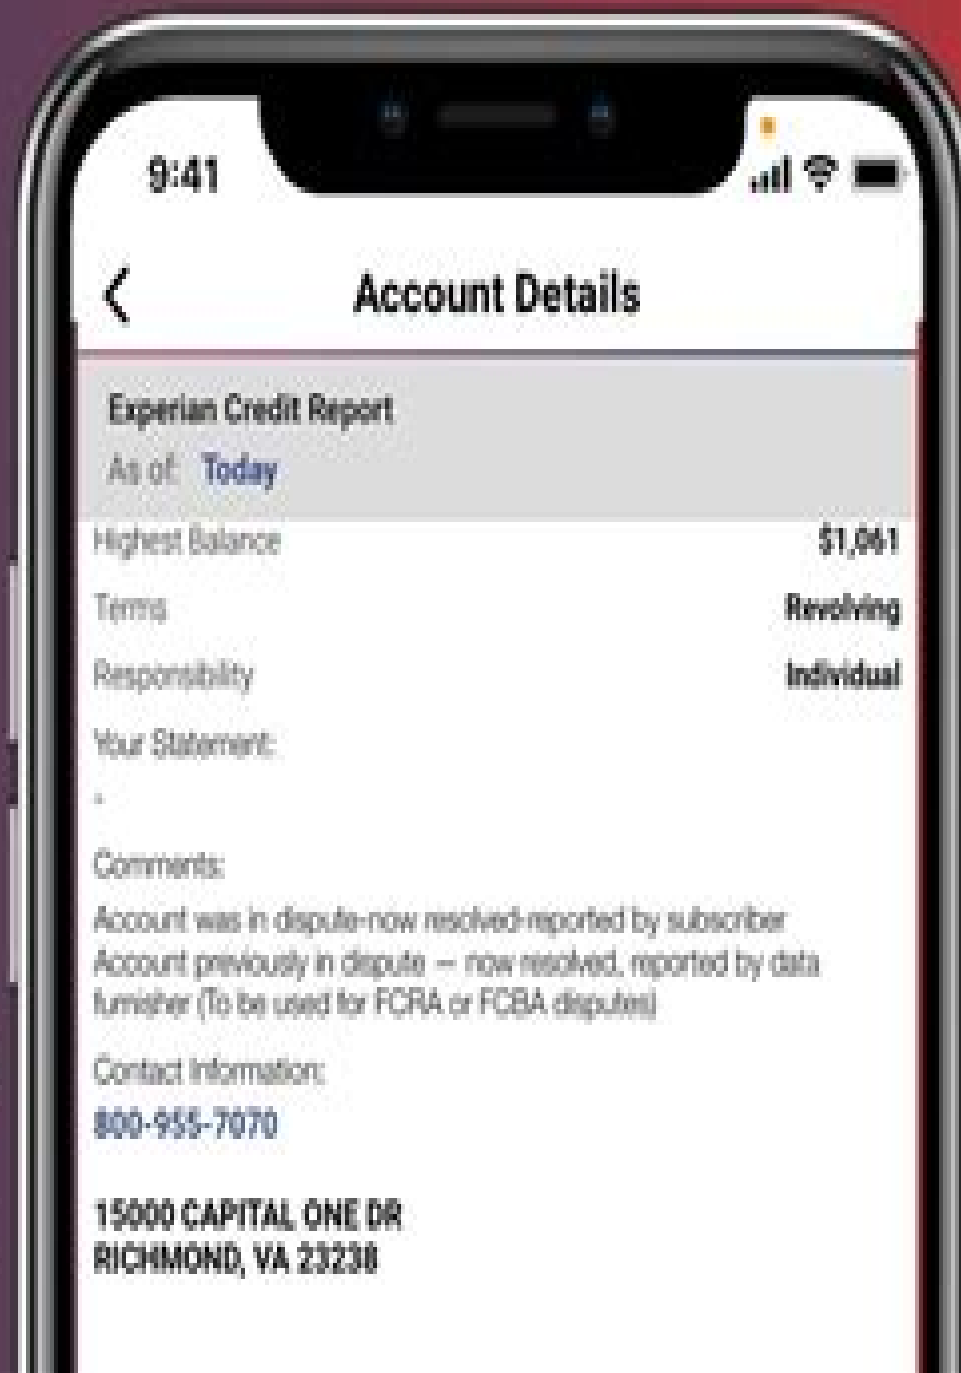 9:41
Account Details
Experian Credit Report
As of: Today
Highest Balance $1,061
Terms Revolving
Responsibility Individual
Your Statement:
-
Comments:
Account was in dispute-now resolved-reported by subscriber
Account previously in dispute – now resolved, reported by data
furnisher (To be used for FCRA or FCBA disputes)
Contact Information:
800-955-7070
15000 CAPITAL ONE DR
RICHMOND, VA 23238